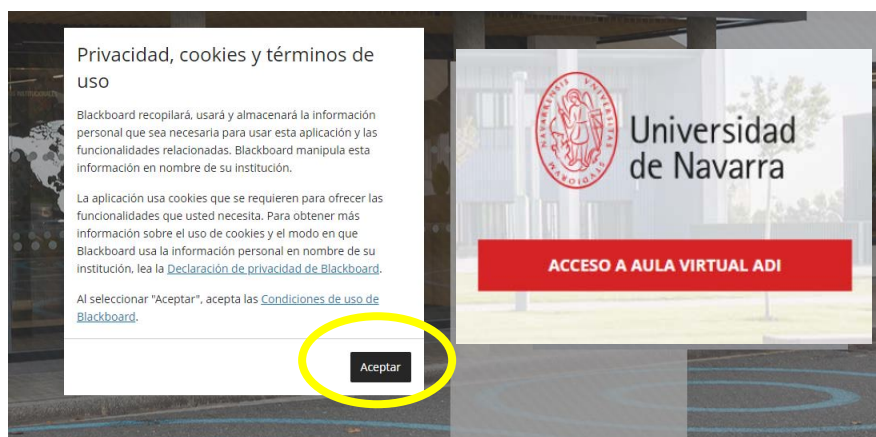 Privacidad, cookies y términos de
uso
Blackboard recopilará, usará y almacenará la información
personal que sea necesaria para usar esta aplicación y las
funcionalidades relacionadas. Blackboard manipula esta
información en nombre de su institución.
La aplicación usa cookies que se requieren para ofrecer las
funcionalidades que usted necesita. Para obtener más
información sobre el uso de cookies y el modo en que
Blackboard usa la información personal en nombre de su
institución, lea la Declaración de privacidad de Blackboard.
Al seleccionar "Aceptar", acepta las Condiciones de uso de
Blackboard.
Aceptar
Universidad
de Navarra
ACCESO A AULA VIRTUAL ADI